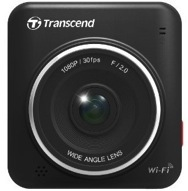 Transcend
1080P / 30fps F / 2.0
WIDE ANGLE LENS
Wi-Fi